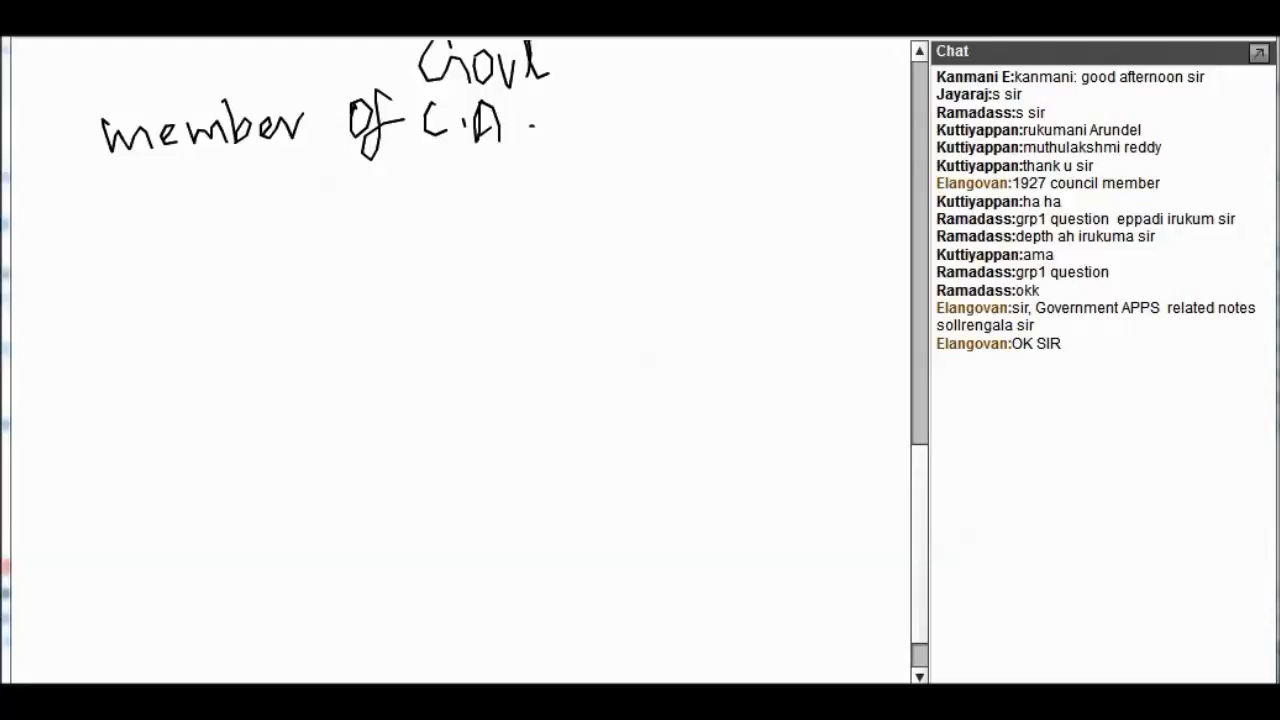 Govt
member of C.A.
Chat
Kanmani E:kanmani: good afternoon sir
Jayaraj:s sir
Ramadass:s sir
Kuttiyappan:rukumani Arundel
Kuttiyappan:muthulakshmi reddy
Kuttiyappan:thank u sir
Elangovan:1927 council member
Kuttiyappan:ha ha
Ramadass:grp1 question eppadi irukum sir
Ramadass:depth ah irukuma sir
Kuttiyappan:ama
Ramadass:grp1 question
Ramadass:okk
Elangovan:sir, Government APPS related notes
sollrengala sir
Elangovan:OK SIR